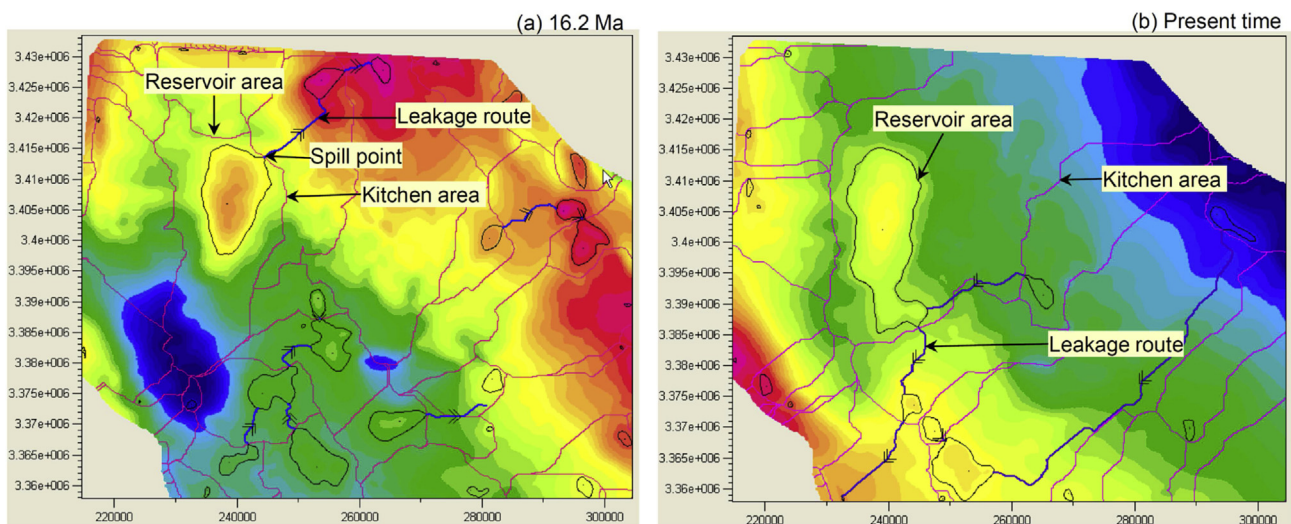 (a) 16.2 Ma
3.43e+006
3.425e+006
3.42e+006
3.415e+006
3.41e+006
3.405e+006
3.4e+006
3.395e+006
3.39e+006
3.385e+006
3.38e+006
3.375e+006
3.37e+006
3.365e+006
3.36e+006
Reservoir area
Leakage route
Spill point
Kitchen area
220000 240000 260000 280000 300000
(b) Present time
3.43e+006
3.425e+006
3.42e+006
3.415e+006
3.41e+006
3.405e+006
3.4e+006
3.395e+006
3.39e+006
3.385e+006
3.38e+006
3.375e+006
3.37e+006
3.365e+006
3.36e+006
Reservoir area
Kitchen area
Leakage route
220000 240000 260000 280000 300000